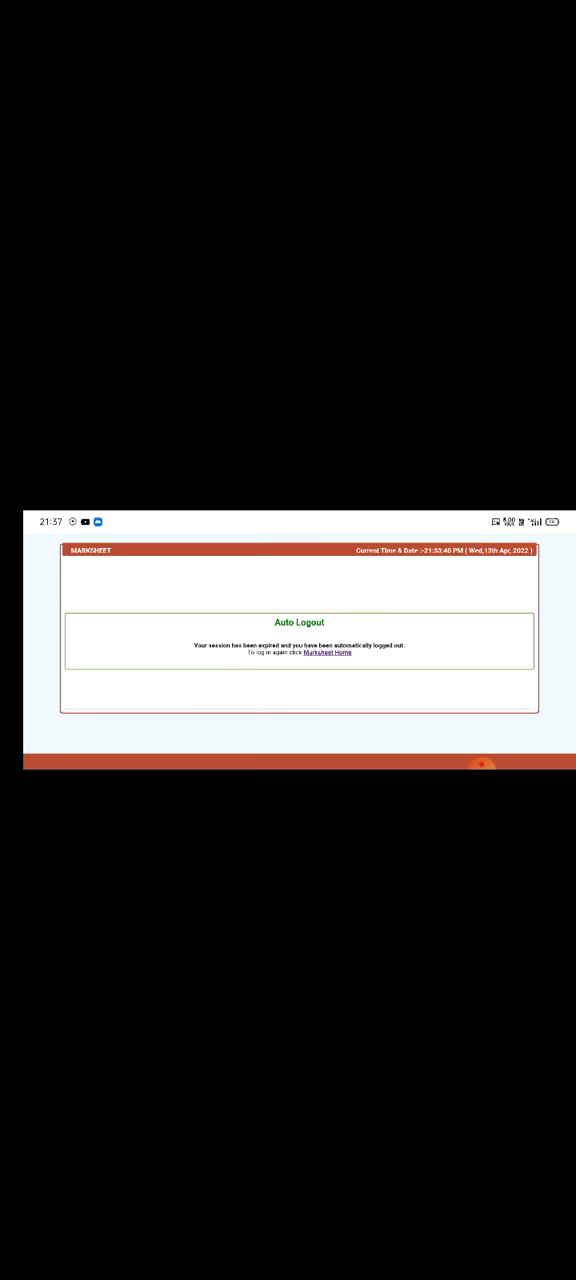 21:37
MARKSHEET Current Time & Date :-21:33:40 PM ( Wed,13th Apr, 2022 )
Auto Logout
Your session has been expired and you have been automatically logged out.
To log in again click Marksheet Home